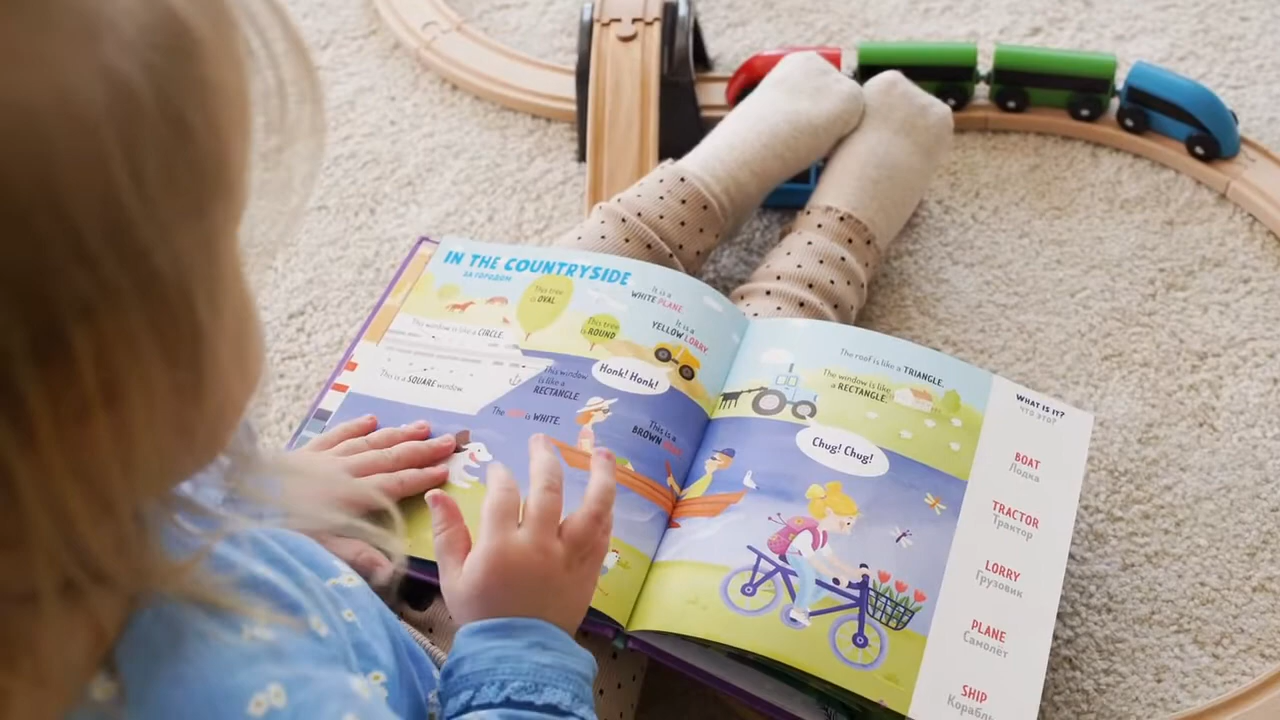 IN THE COUNTRYSIDE
ЗА ГОРОДОМ
This tree
is OVAL.
It is a
WHITE PLANE.
This tree
is ROUND
It is a
YELLOW LORRY.
This window is like a CIRCLE.
Honk! Honk!
This is a SQUARE window.
This window
is like a
RECTANGLE.
The is WHITE.
This is a
BROWN
The roof is like a TRIANGLE.
The window is like
a RECTANGLE.
Chug! Chug!
WHAT IS IT?
ЧТО ЭТО?
BOAT
Лодка
TRACTOR
Трактор
LORRY
Грузовик
PLANE
Самолёт
SHIP
Корабль